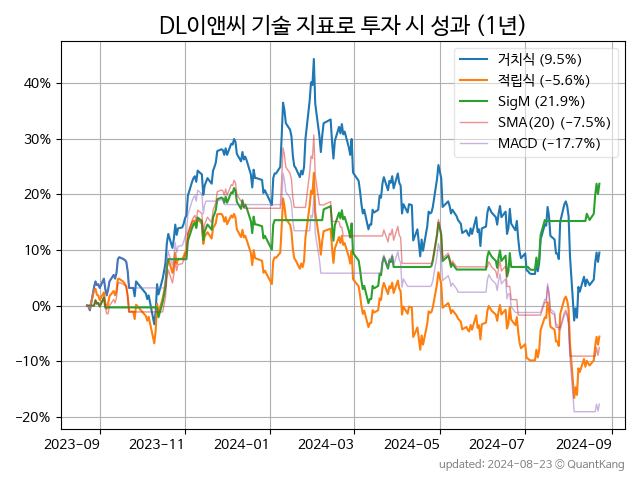 DL이앤씨 기술 지표로 투자 시 성과 (1년)
거치식 (9.5%)
적립식 (−5.6%)
SigM (21.9%)
SMA(20) (−7.5%)
MACD (−17.7%)
40%
30%
20%
10%
0%
−10%
−20%
2023-09 2023-11 2024-01 2024-03 2024-05 2024-07 2024-09
updated: 2024-08-23 ⓒ QuantKang